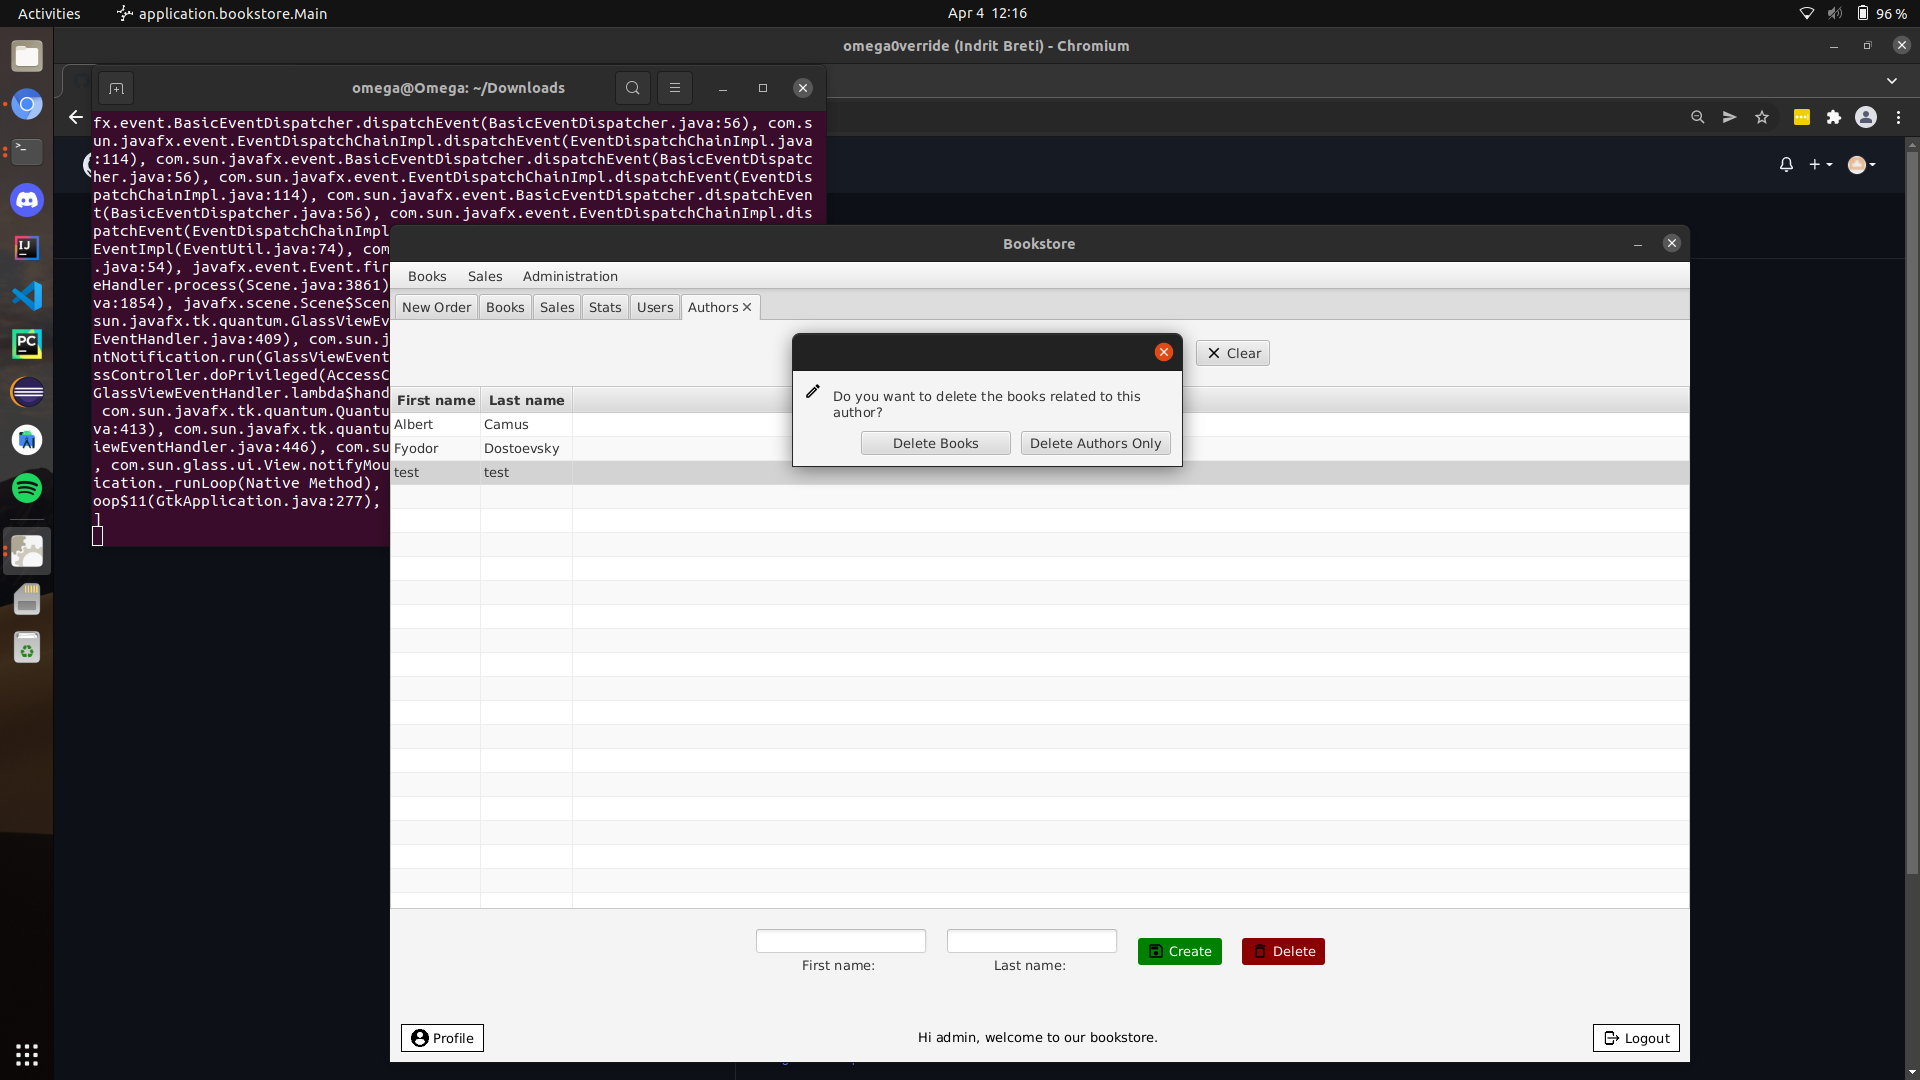 Activities
application.bookstore.Main
Apr 4 12:16
96 %
omega0verride (Indrit Breti) - Chromium
omega@Omega: ~/Downloads
fx.event.BasicEventDispatcher.dispatchEvent(BasicEventDispatcher.java:56), com.s
un.javafx.event.EventDispatchChainImpl.dispatchEvent(EventDispatchChainImpl.java
:114), com.sun.javafx.event.BasicEventDispatcher.dispatchEvent(BasicEventDispatc
her.java:56), com.sun.javafx.event.EventDispatchChainImpl.dispatchEvent(EventDis
patchChainImpl.java:114), com.sun.javafx.event.BasicEventDispatcher.dispatchEven
t(BasicEventDispatcher.java:56), com.sun.javafx.event.EventDispatchChainImpl.dis
patchEvent(EventDispatchChainImpl
EventImpl(EventUtil.java:74), com
.java:54), javafx.event.Event.fir
eHandler.process(Scene.java:3861)
va:1854), javafx.scene.Scene$Scen
sun.javafx.tk.quantum.GlassViewEv
EventHandler.java:409), com.sun.j
ntNotification.run(GlassViewEvent
ssController.doPrivileged(AccessC
GlassViewEventHandler.lambda$hand
com.sun.javafx.tk.quantum.Quantu
va:413), com.sun.javafx.tk.quantu
iewEventHandler.java:446), com.su
, com.sun.glass.ui.View.notifyMou
ication._runLoop(Native Method),
oop$11(GtkApplication.java:277),
]
Bookstore
Books Sales Administration
New Order Books Sales Stats Users Authors
Clear
Do you want to delete the books related to this
author?
Delete Books Delete Authors Only
First name Last name
Albert Camus
Fyodor Dostoevsky
test test
Create Delete
First name: Last name:
Profile
Hi admin, welcome to our bookstore.
Logout